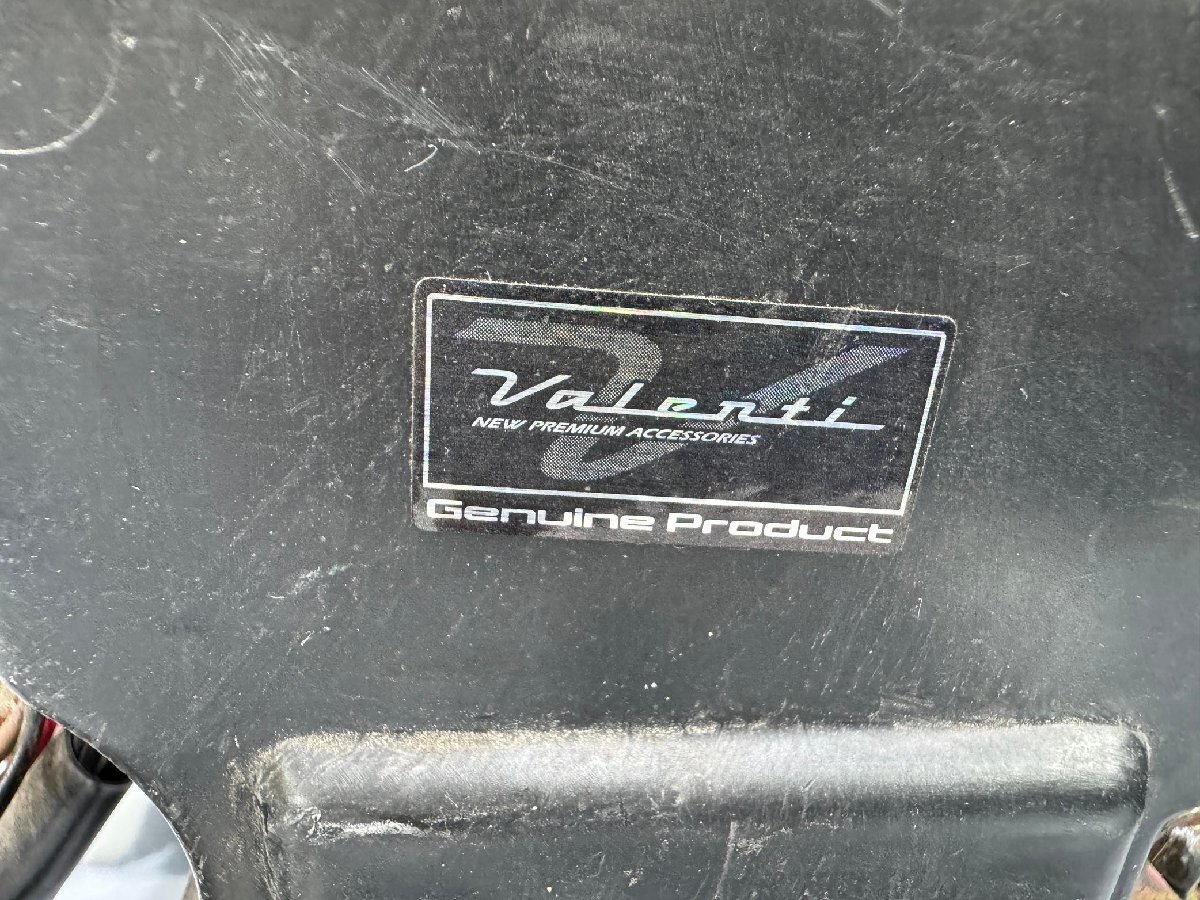 Valenti
NEW PREMIUM ACCESSORIES
Genuine Product